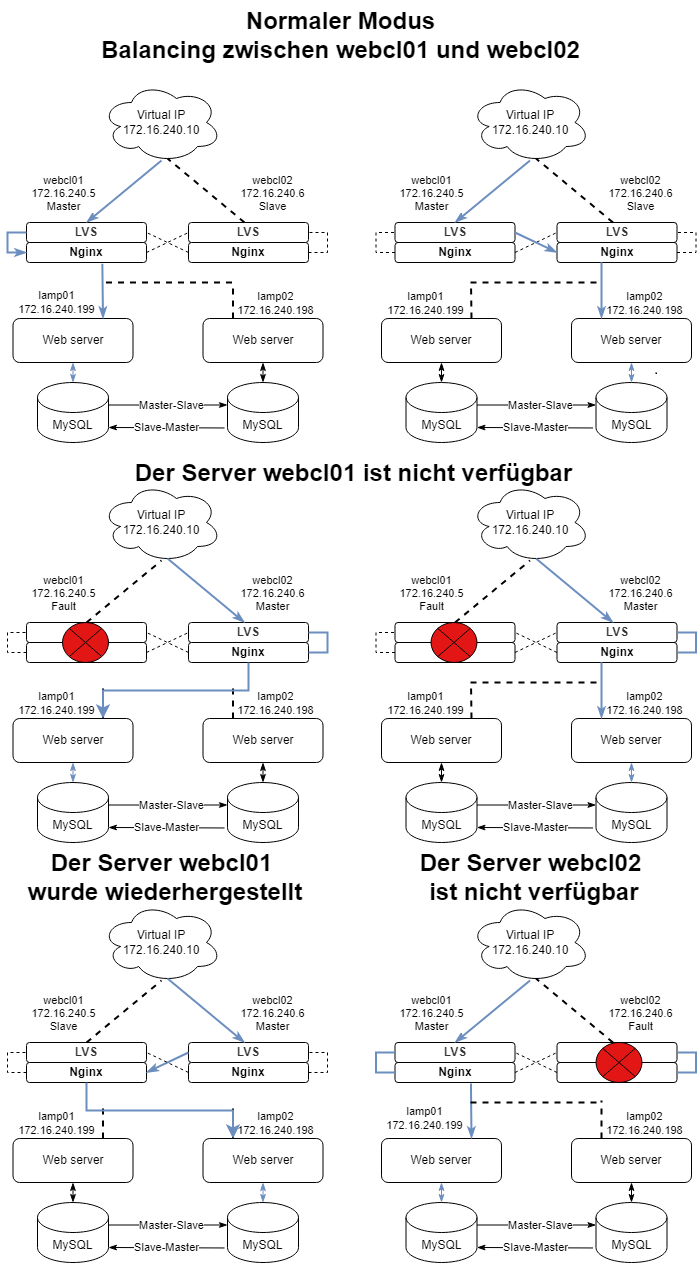 Normaler Modus
Balancing zwischen webcl01 und webcl02
Virtual IP
172.16.240.10
webcl01
172.16.240.5
Master
webcl02
172.16.240.6
Slave
LVS
Nginx
LVS
Nginx
lamp01
172.16.240.199
lamp02
172.16.240.198
Web server
Web server
MySQL
Master-Slave
Slave-Master
MySQL
Virtual IP
172.16.240.10
webcl01
172.16.240.5
Master
webcl02
172.16.240.6
Slave
LVS
Nginx
LVS
Nginx
lamp01
172.16.240.199
lamp02
172.16.240.198
Web server
Web server
MySQL
Master-Slave
Slave-Master
MySQL
Der Server webcl01 ist nicht verfügbar
Virtual IP
172.16.240.10
webcl01
172.16.240.5
Fault
webcl02
172.16.240.6
Master
LVS
Nginx
lamp01
172.16.240.199
lamp02
172.16.240.198
Web server
Web server
MySQL
Master-Slave
Slave-Master
MySQL
Virtual IP
172.16.240.10
webcl01
172.16.240.5
Fault
webcl02
172.16.240.6
Master
LVS
Nginx
lamp01
172.16.240.199
lamp02
172.16.240.198
Web server
Web server
MySQL
Master-Slave
Slave-Master
MySQL
Der Server webcl01
wurde wiederhergestellt
Virtual IP
172.16.240.10
webcl01
172.16.240.5
Slave
webcl02
172.16.240.6
Master
LVS
Nginx
LVS
Nginx
lamp01
172.16.240.199
lamp02
172.16.240.198
Web server
Web server
MySQL
Master-Slave
Slave-Master
MySQL
Der Server webcl02
ist nicht verfügbar
Virtual IP
172.16.240.10
webcl01
172.16.240.5
Master
webcl02
172.16.240.6
Fault
LVS
Nginx
lamp01
172.16.240.199
lamp02
172.16.240.198
Web server
Web server
MySQL
Master-Slave
Slave-Master
MySQL